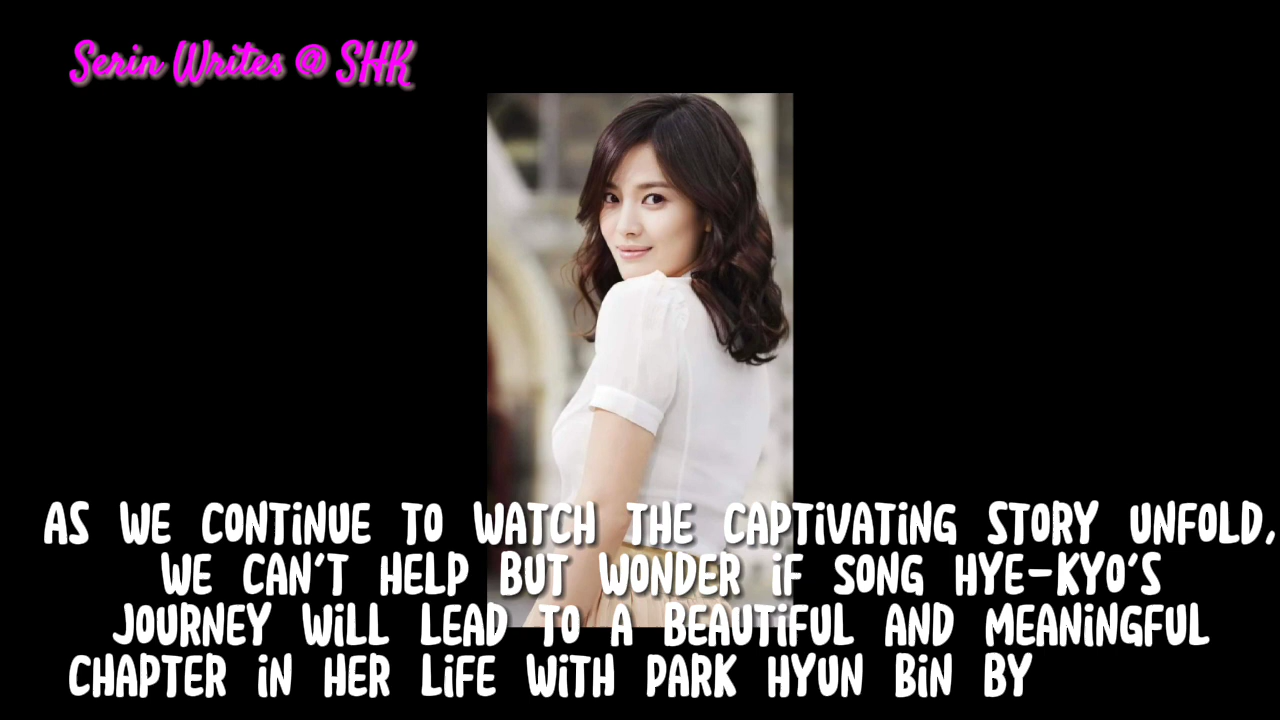 Serin Writes @ SHK
AS WE CONTiNUE TO WATCH THE CAPTiVATiNG STORY UNFOLD,
WE CAN'T HELP BUT WONDER iF SONG HYE-KYO'S
JOURNEY WiLL LEAD TO A BEAUTiFUL AND MEANiNGFUL
CHAPTER iN HER LiFE WiTH PARK HYUN BiN BY